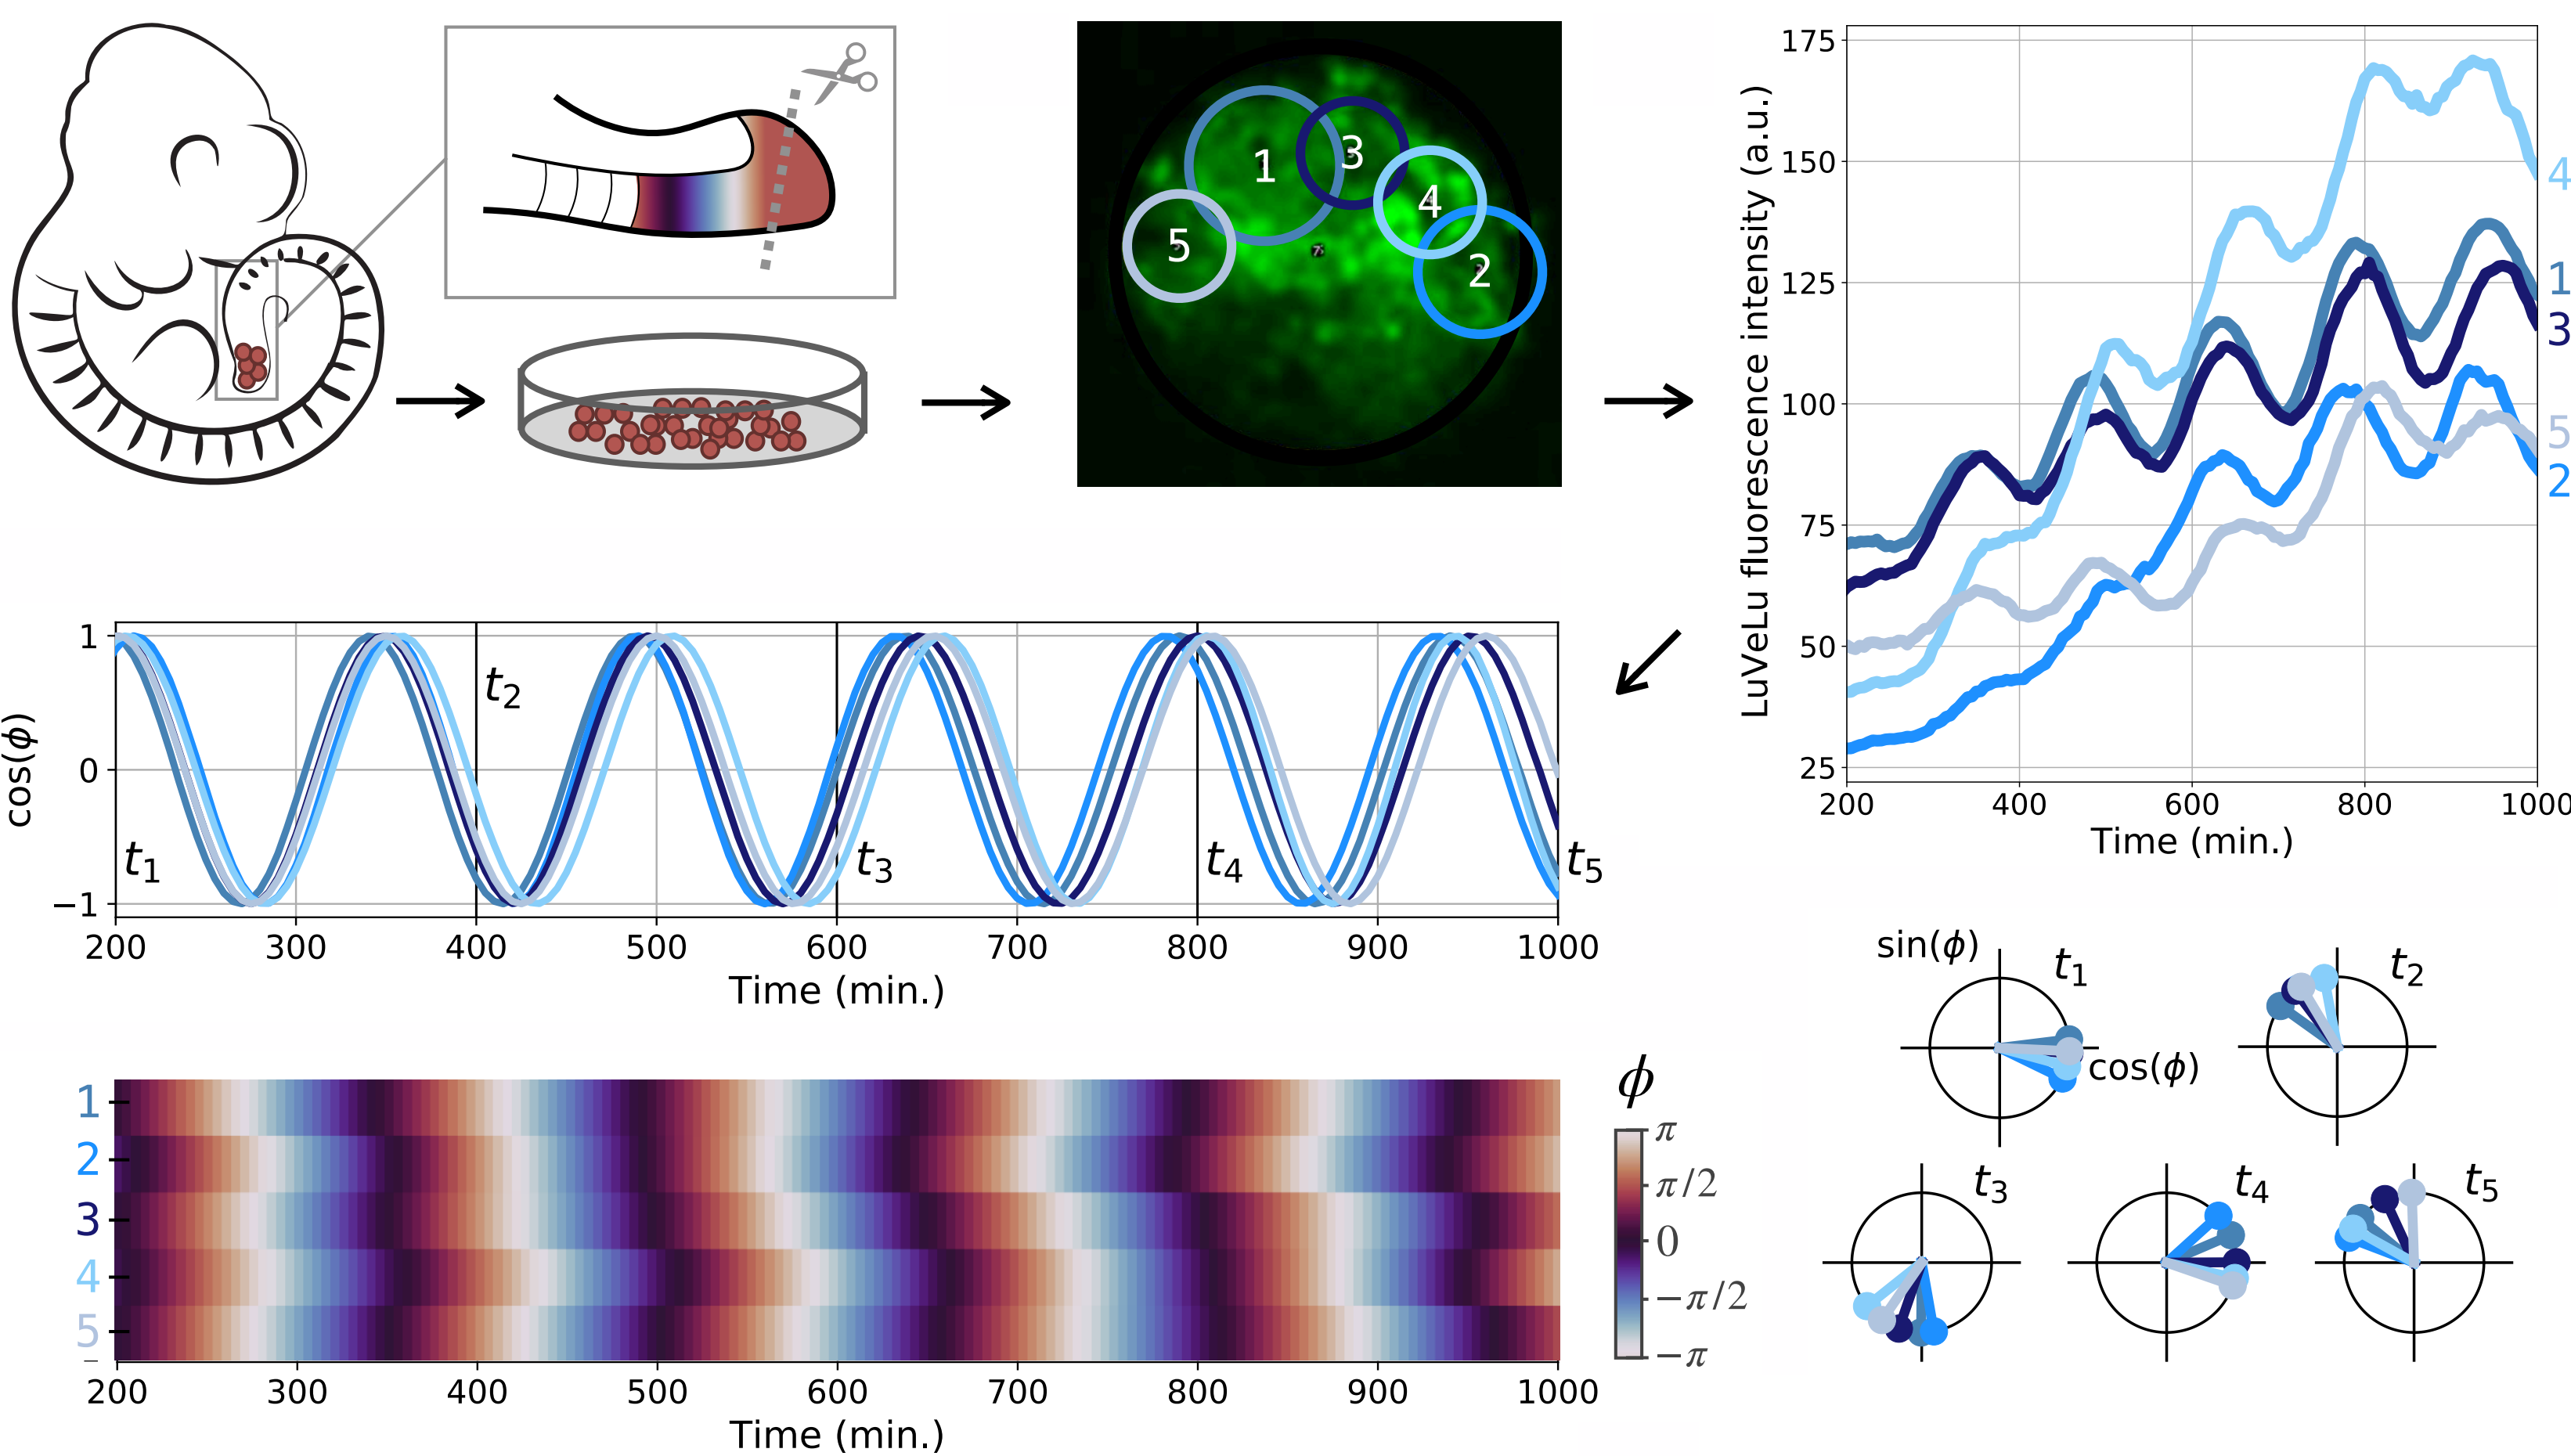 1
3
4
5
2
LuVeLu fluorescence intensity (a.u.)
175
150
125
100
75
50
25
200
400
600
800
1000
Time (min.)
4
1
3
5
2
cos(ϕ)
1
0
−1
t1
t2
t3
t4
t5
200
300
400
500
600
700
800
900
1000
Time (min.)
1
2
3
4
5
200
300
400
500
600
700
800
900
1000
Time (min.)
ϕ
π
π/2
0
−π/2
−π
sin(ϕ)
cos(ϕ)
t1
t2
t3
t4
t5